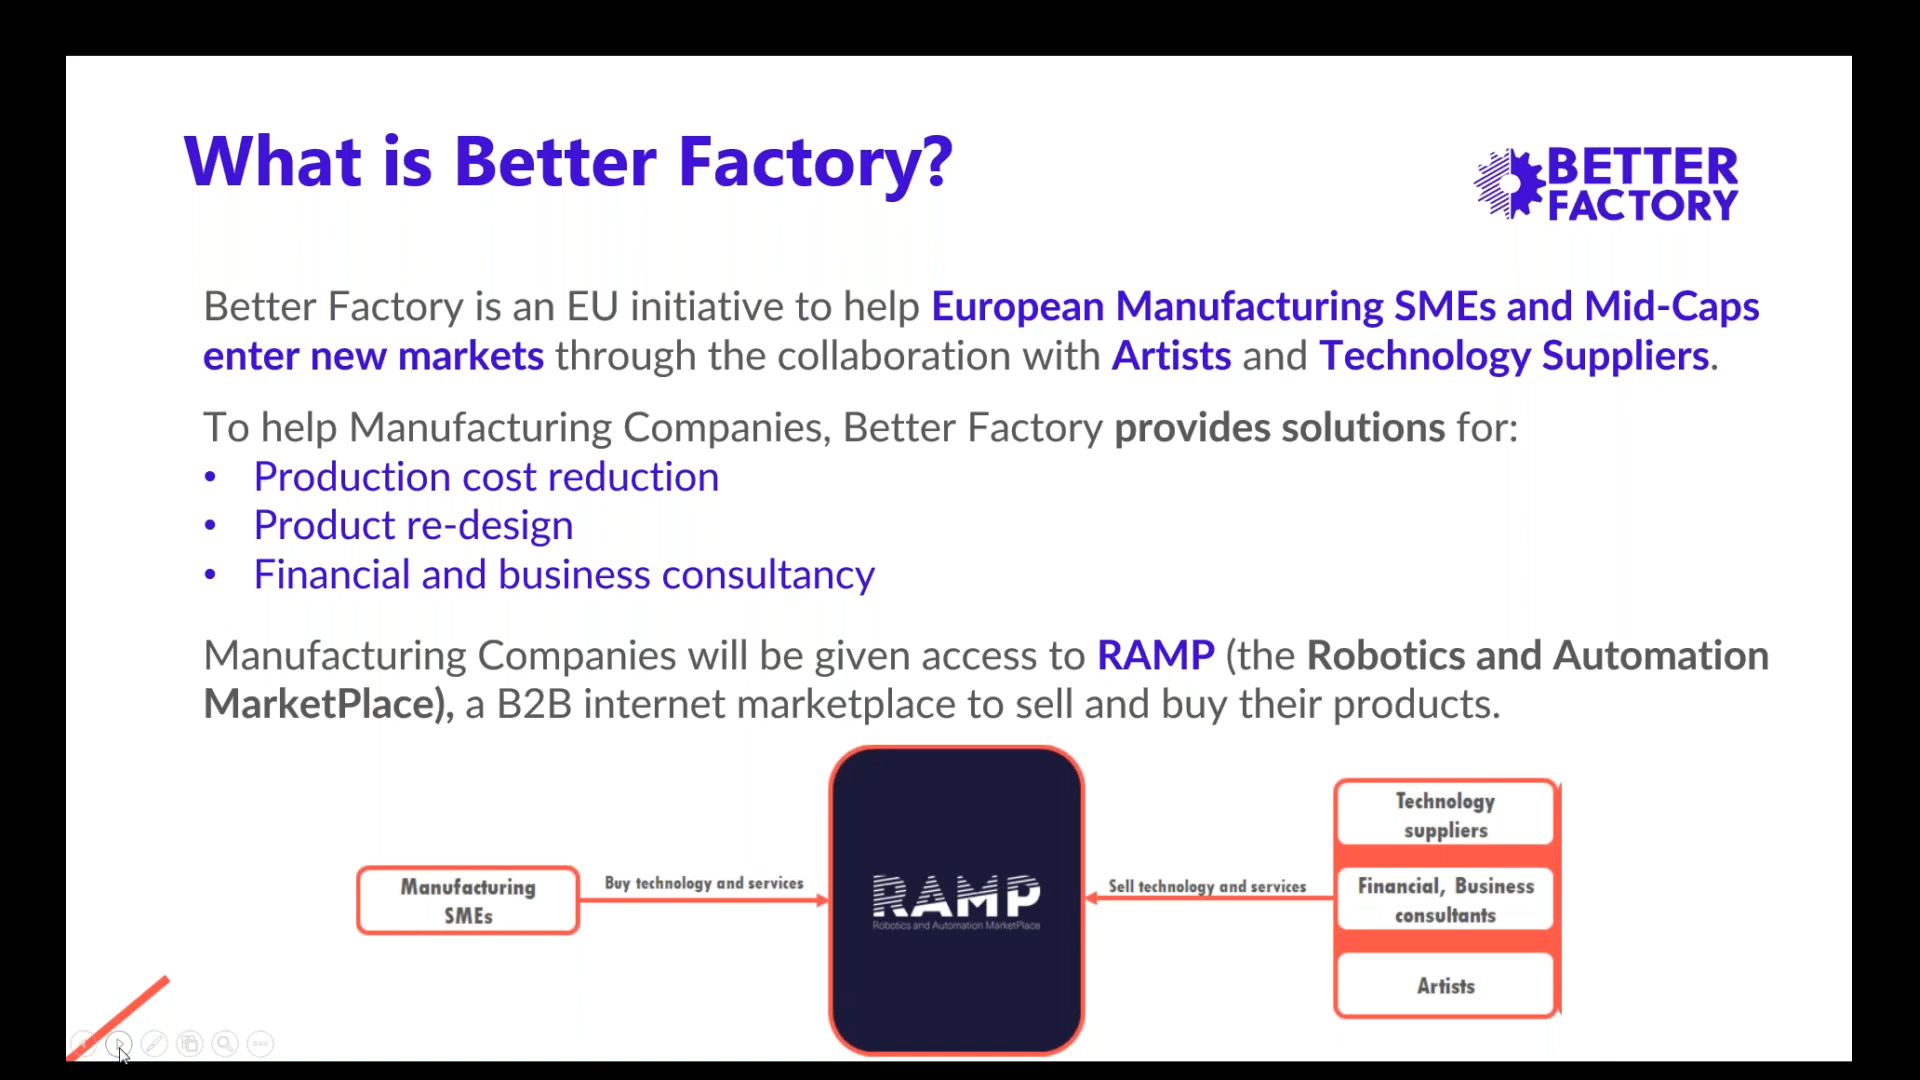 What is Better Factory?
BETTER
FACTORY
Better Factory is an EU initiative to help European Manufacturing SMEs and Mid-Caps
enter new markets through the collaboration with Artists and Technology Suppliers.
To help Manufacturing Companies, Better Factory provides solutions for:
• Production cost reduction
• Product re-design
• Financial and business consultancy
Manufacturing Companies will be given access to RAMP (the Robotics and Automation
MarketPlace), a B2B internet marketplace to sell and buy their products.
Manufacturing
SMEs
Buy technology and services
RAMP
Robotics and Automation MarketPlace
Sell technology and services
Technology
suppliers
Financial, Business
consultants
Artists